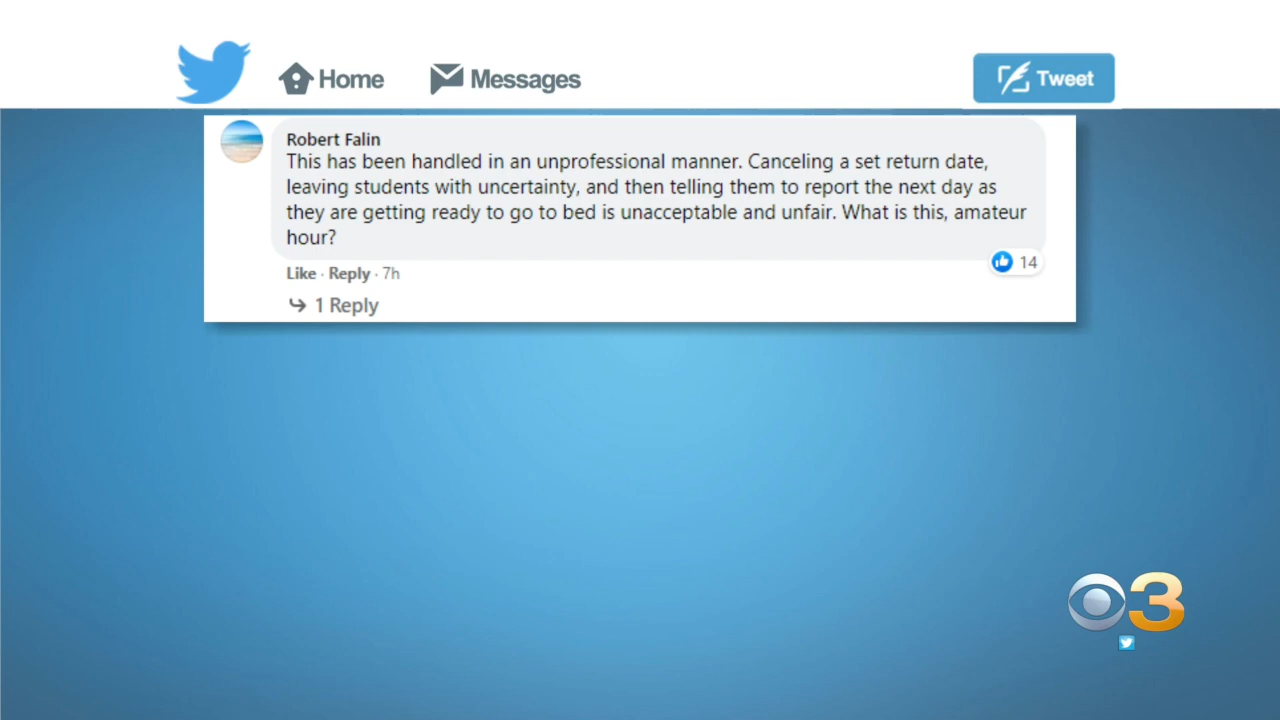 Home
Messages
Tweet
Robert Falin
This has been handled in an unprofessional manner. Canceling a set return date,
leaving students with uncertainty, and then telling them to report the next day as
they are getting ready to go to bed is unacceptable and unfair. What is this, amateur
hour?
14
Like · Reply · 7h
1 Reply
3